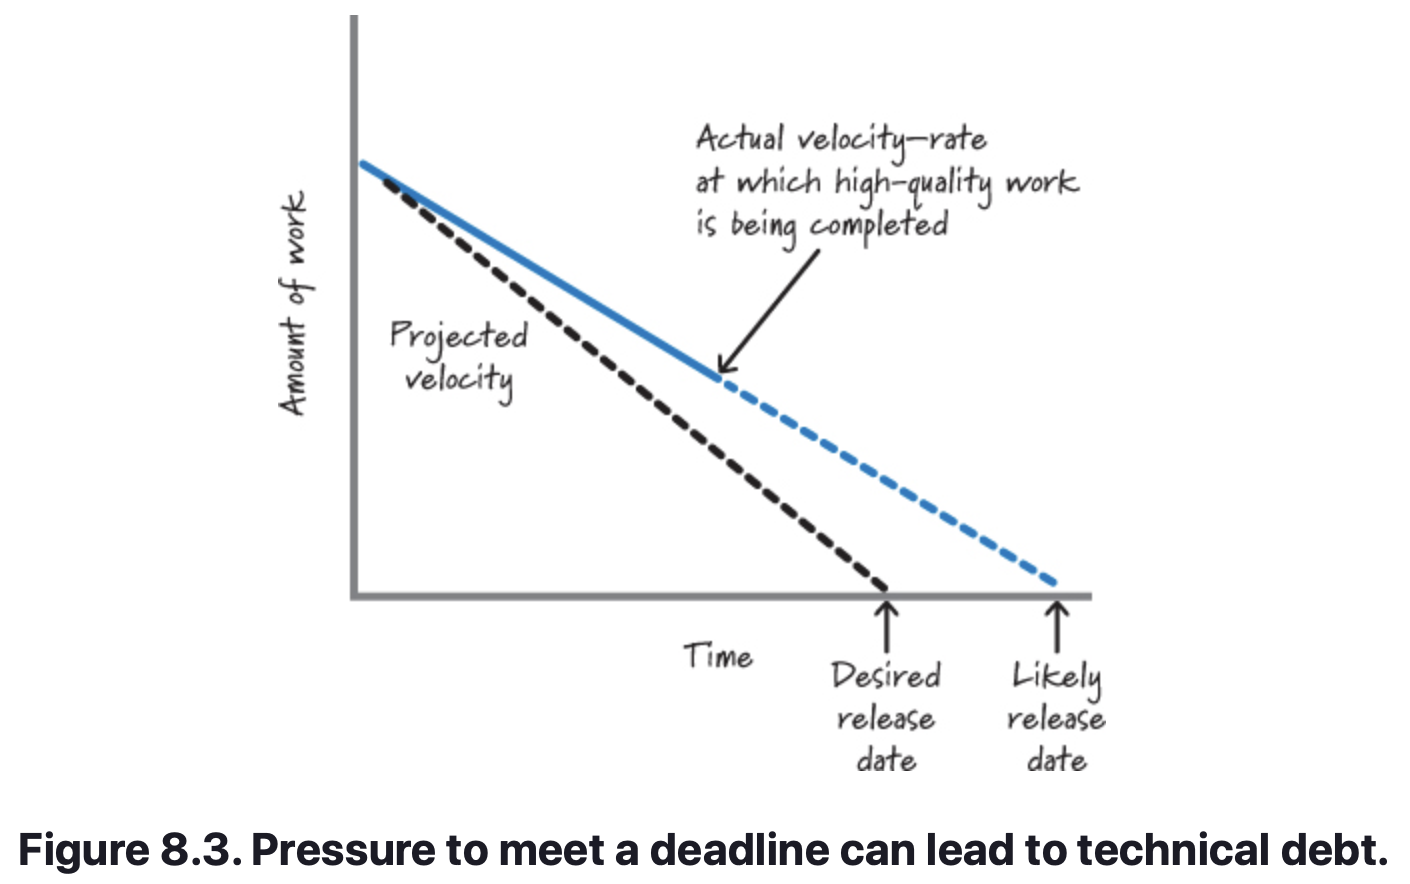 Actual velocity—rate
at which high-quality work
is being completed
Amount of work
Projected
velocity
Time
Desired
release
date
Likely
release
date
Figure 8.3. Pressure to meet a deadline can lead to technical debt.